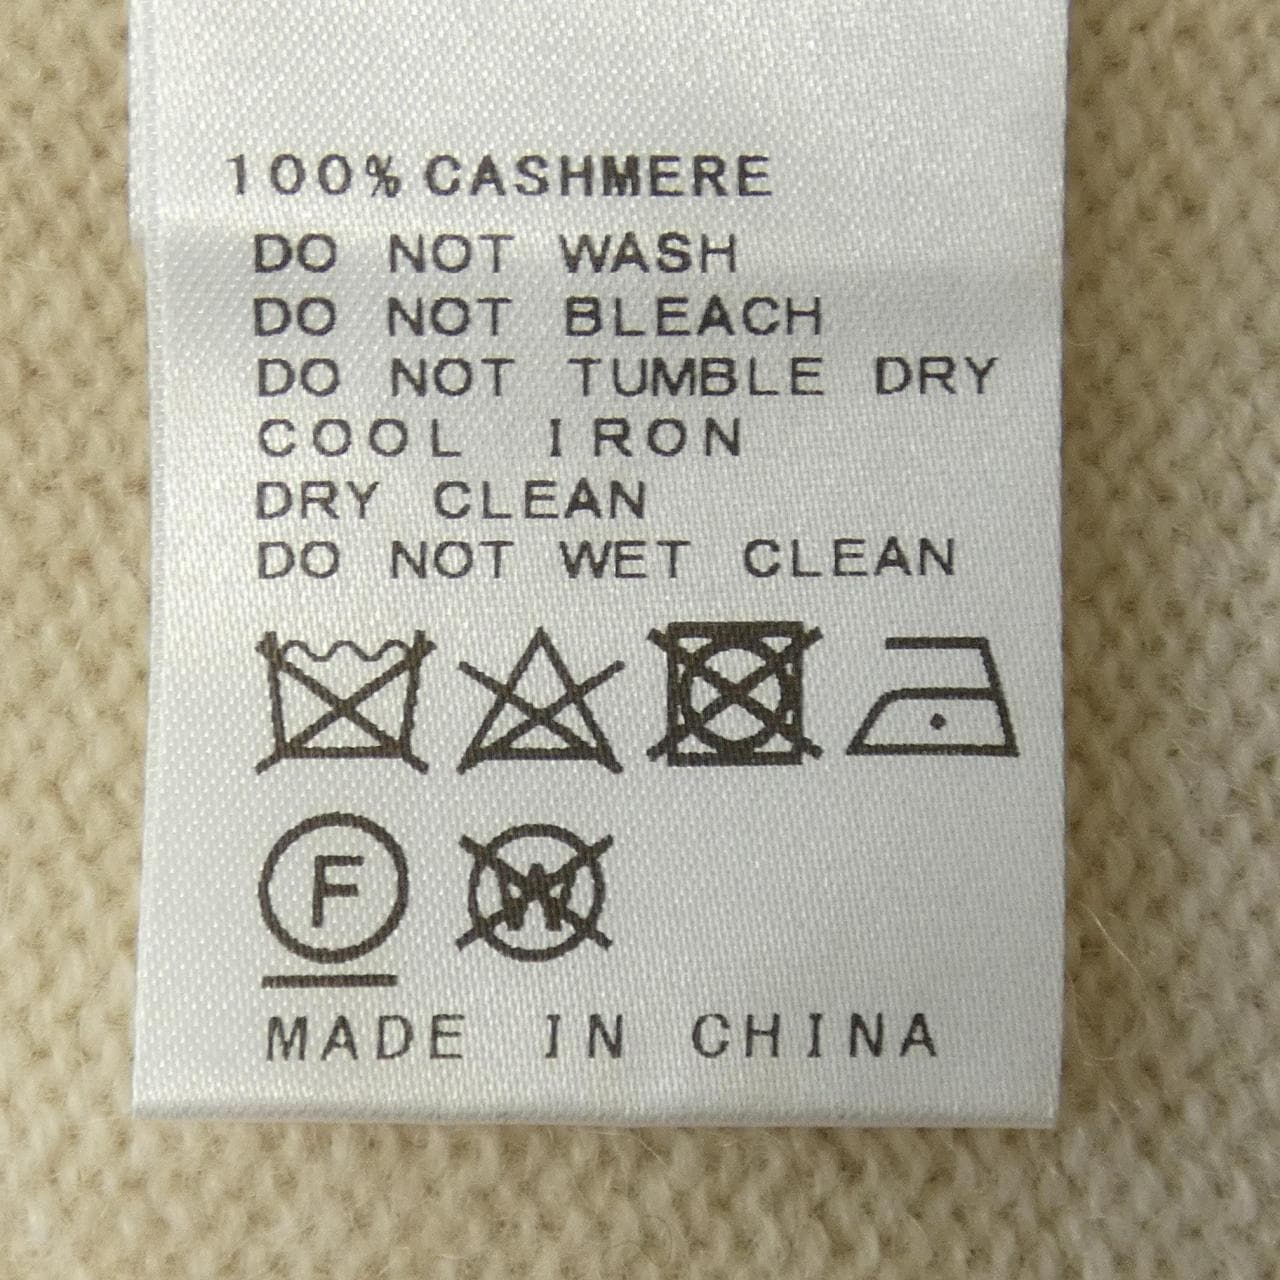 100% CASHMERE
DO NOT WASH
DO NOT BLEACH
DO NOT TUMBLE DRY
COOL IRON
DRY CLEAN
DO NOT WET CLEAN
F W
MADE IN CHINA